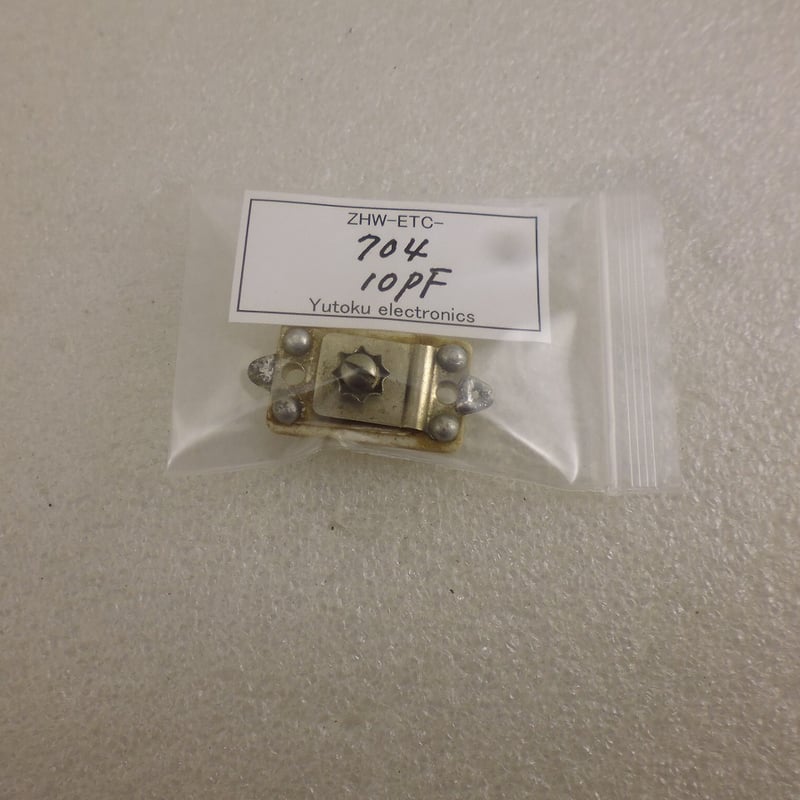 ZHW-ETC-
704
10PF
Yutoku electronics